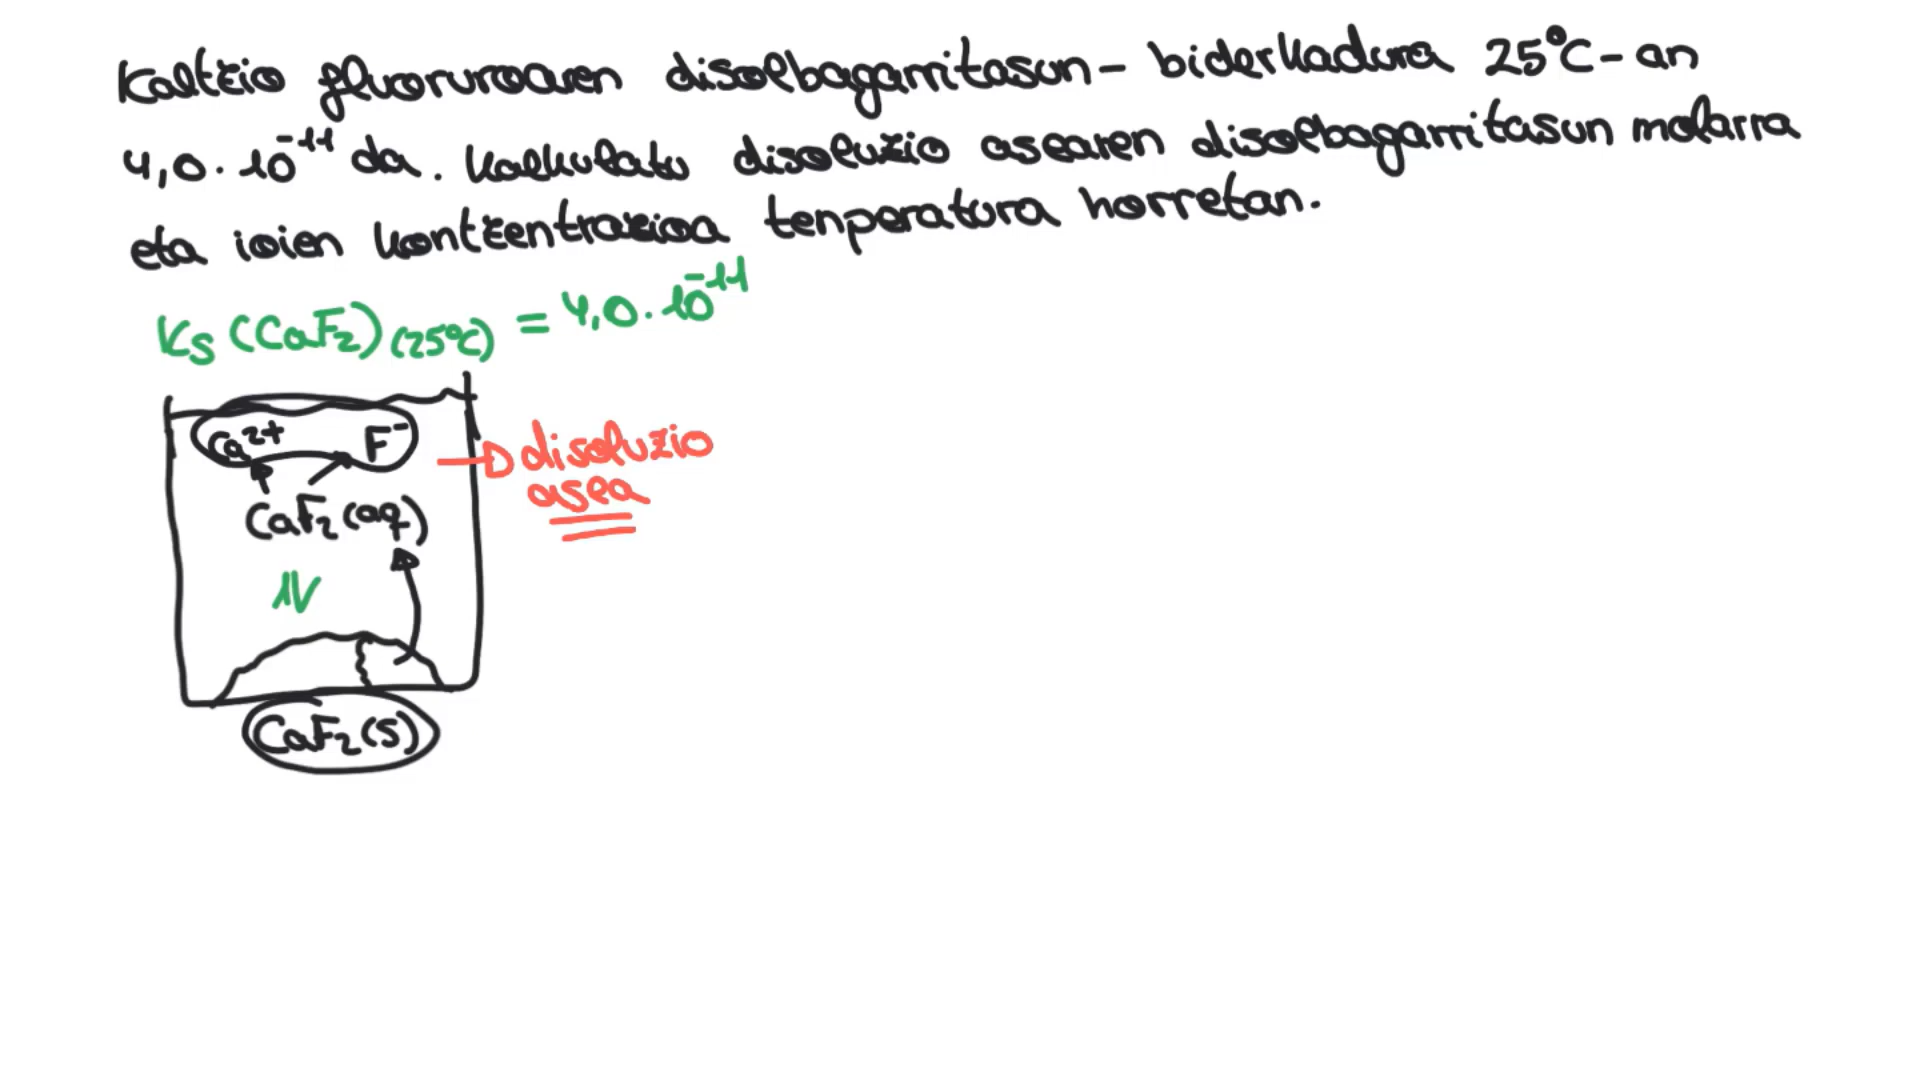 Kaltzio fluoruroaren disolbagarritasun-biderkadura 25°C-an
4,0·10⁻¹¹ da. Kalkulatu disoluzio asearen disolbagarritasun molarra
eta ioien kontzentrazioa tenperatura horretan.
Ks (CaF₂)(25°C) = 4,0·10⁻¹¹
Ca²⁺ F⁻
disoluzio
asea
CaF₂(aq)
1V
CaF₂(s)